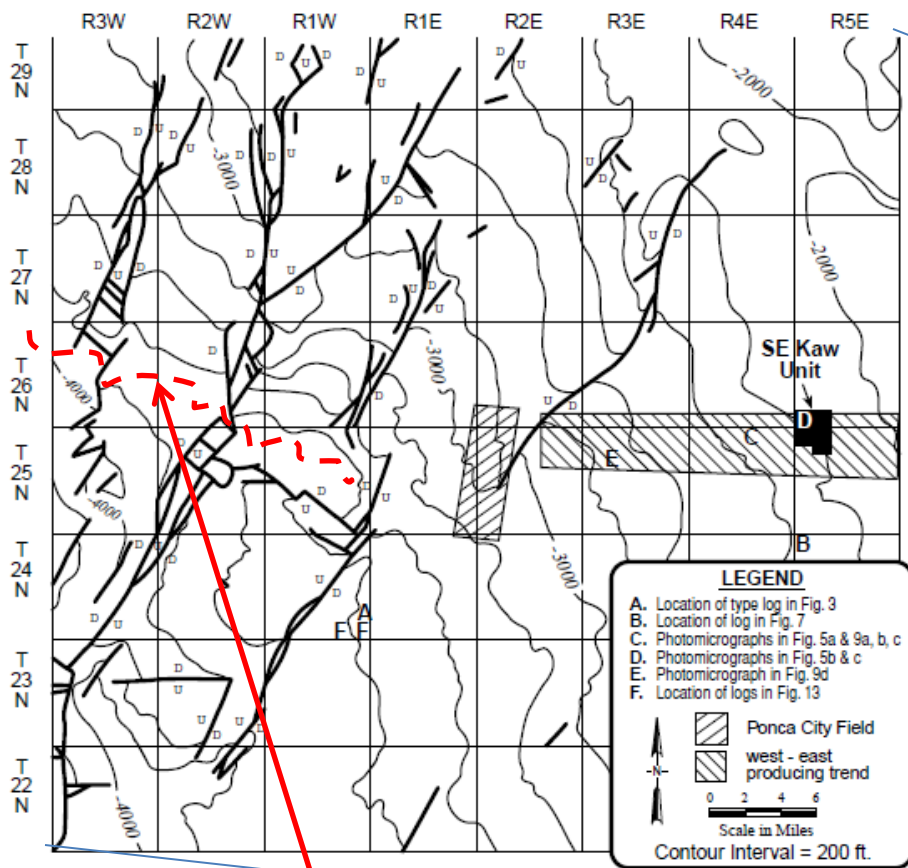 R3W R2W R1W R1E R2E R3E R4E R5E
T 29 N
T 28 N
T 27 N
T 26 N
T 25 N
T 24 N
T 23 N
T 22 N
-2000
-3000
-2000
-3000
-4000
-4000
-3000
-4000
SE Kaw
Unit
D
C
E
B
A
F F
U
D
LEGEND
A. Location of type log in Fig. 3
B. Location of log in Fig. 7
C. Photomicrographs in Fig. 5a & 9a, b, c
D. Photomicrographs in Fig. 5b & c
E. Photomicrograph in Fig. 9d
F. Location of logs in Fig. 13
N
Ponca City Field
west - east
producing trend
0 2 4 6
Scale in Miles
Contour Interval = 200 ft.